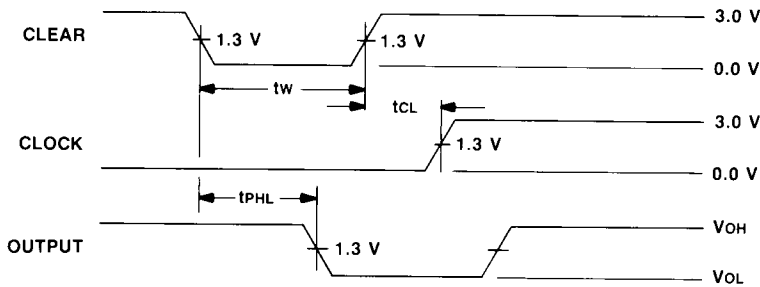 3.0 V
CLEAR 1.3 V 1.3 V
0.0 V
tW
tCL
3.0 V
CLOCK 1.3 V
0.0 V
tPHL
VOH
OUTPUT 1.3 V
VOL